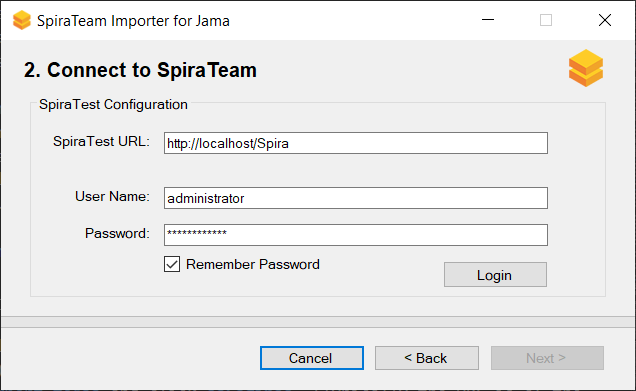 SpiraTeam Importer for Jama
2. Connect to SpiraTeam
SpiraTest Configuration
SpiraTest URL: http://localhost/Spira
User Name: administrator
Password: ************
Remember Password
Login
Cancel < Back Next >